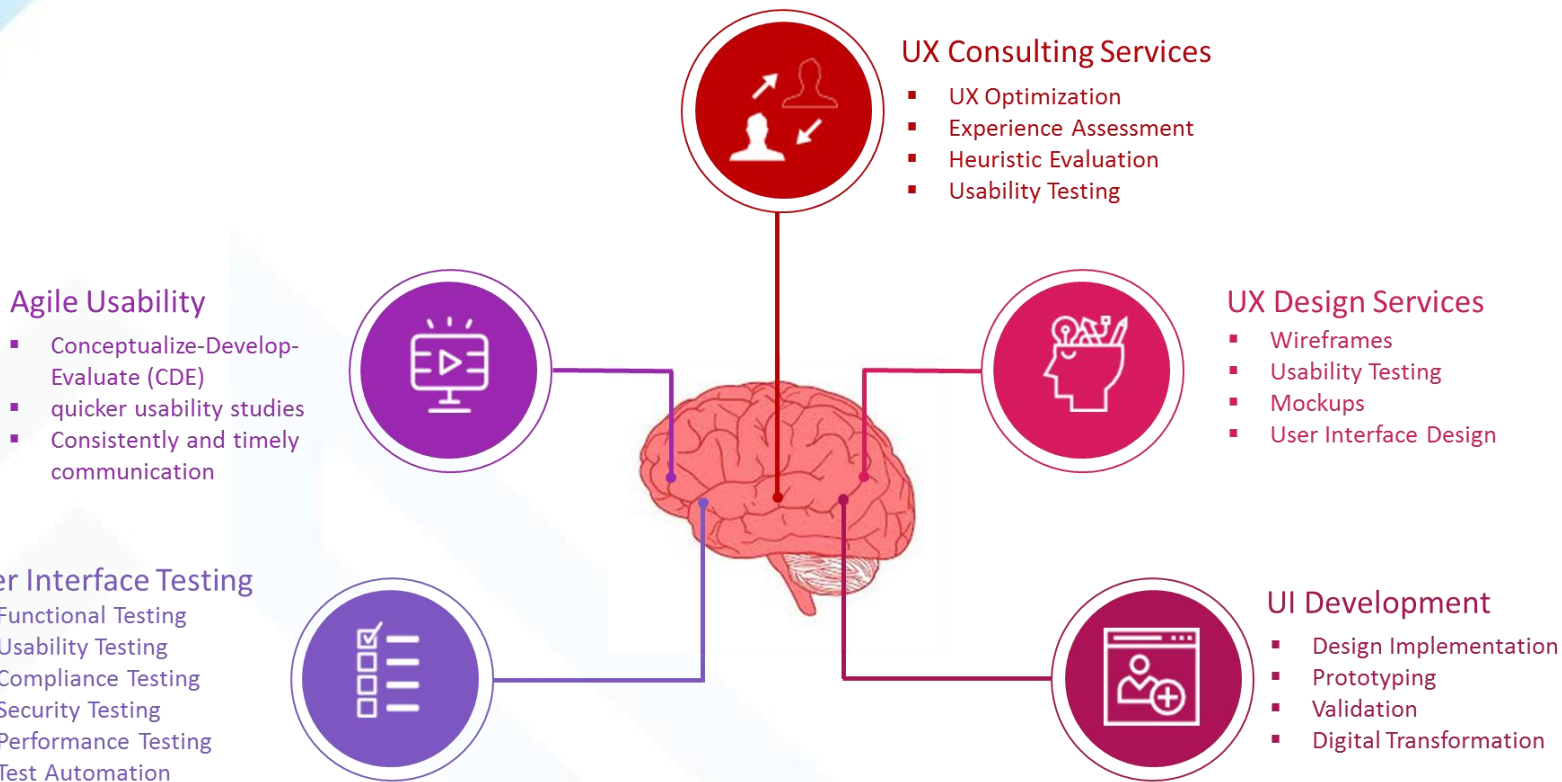 UX Consulting Services
▪ UX Optimization
▪ Experience Assessment
▪ Heuristic Evaluation
▪ Usability Testing
Agile Usability
▪ Conceptualize-Develop-
Evaluate (CDE)
▪ quicker usability studies
▪ Consistently and timely
communication
UX Design Services
▪ Wireframes
▪ Usability Testing
▪ Mockups
▪ User Interface Design
er Interface Testing
Functional Testing
Usability Testing
Compliance Testing
Security Testing
Performance Testing
Test Automation
UI Development
▪ Design Implementation
▪ Prototyping
▪ Validation
▪ Digital Transformation